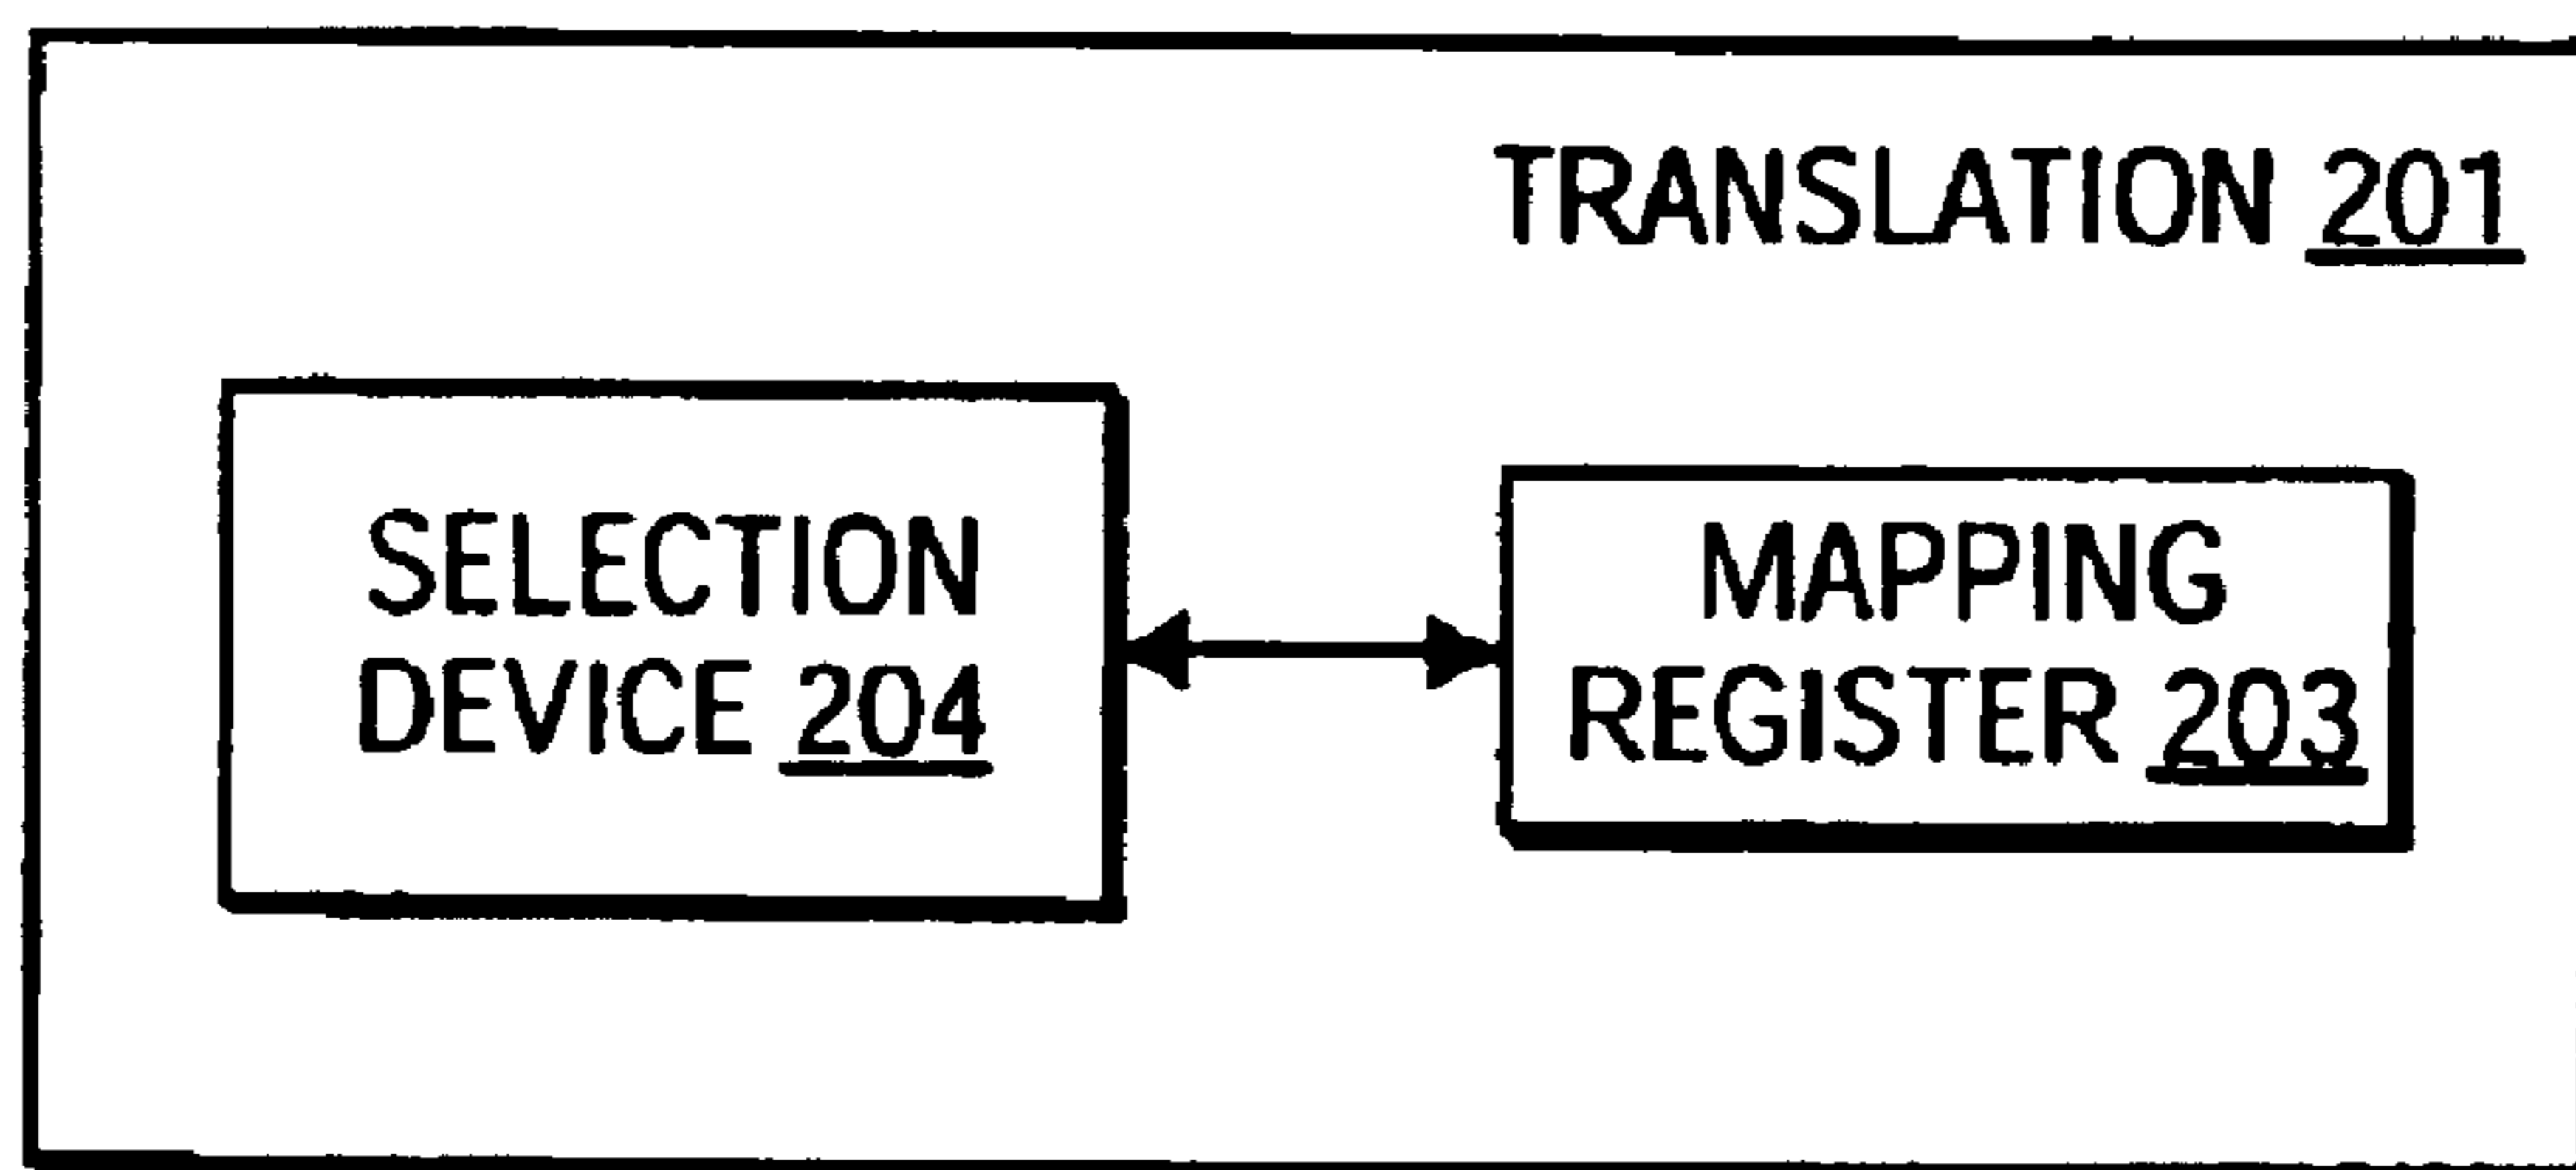 TRANSLATION 201
SELECTION
DEVICE 204
MAPPING
REGISTER 203